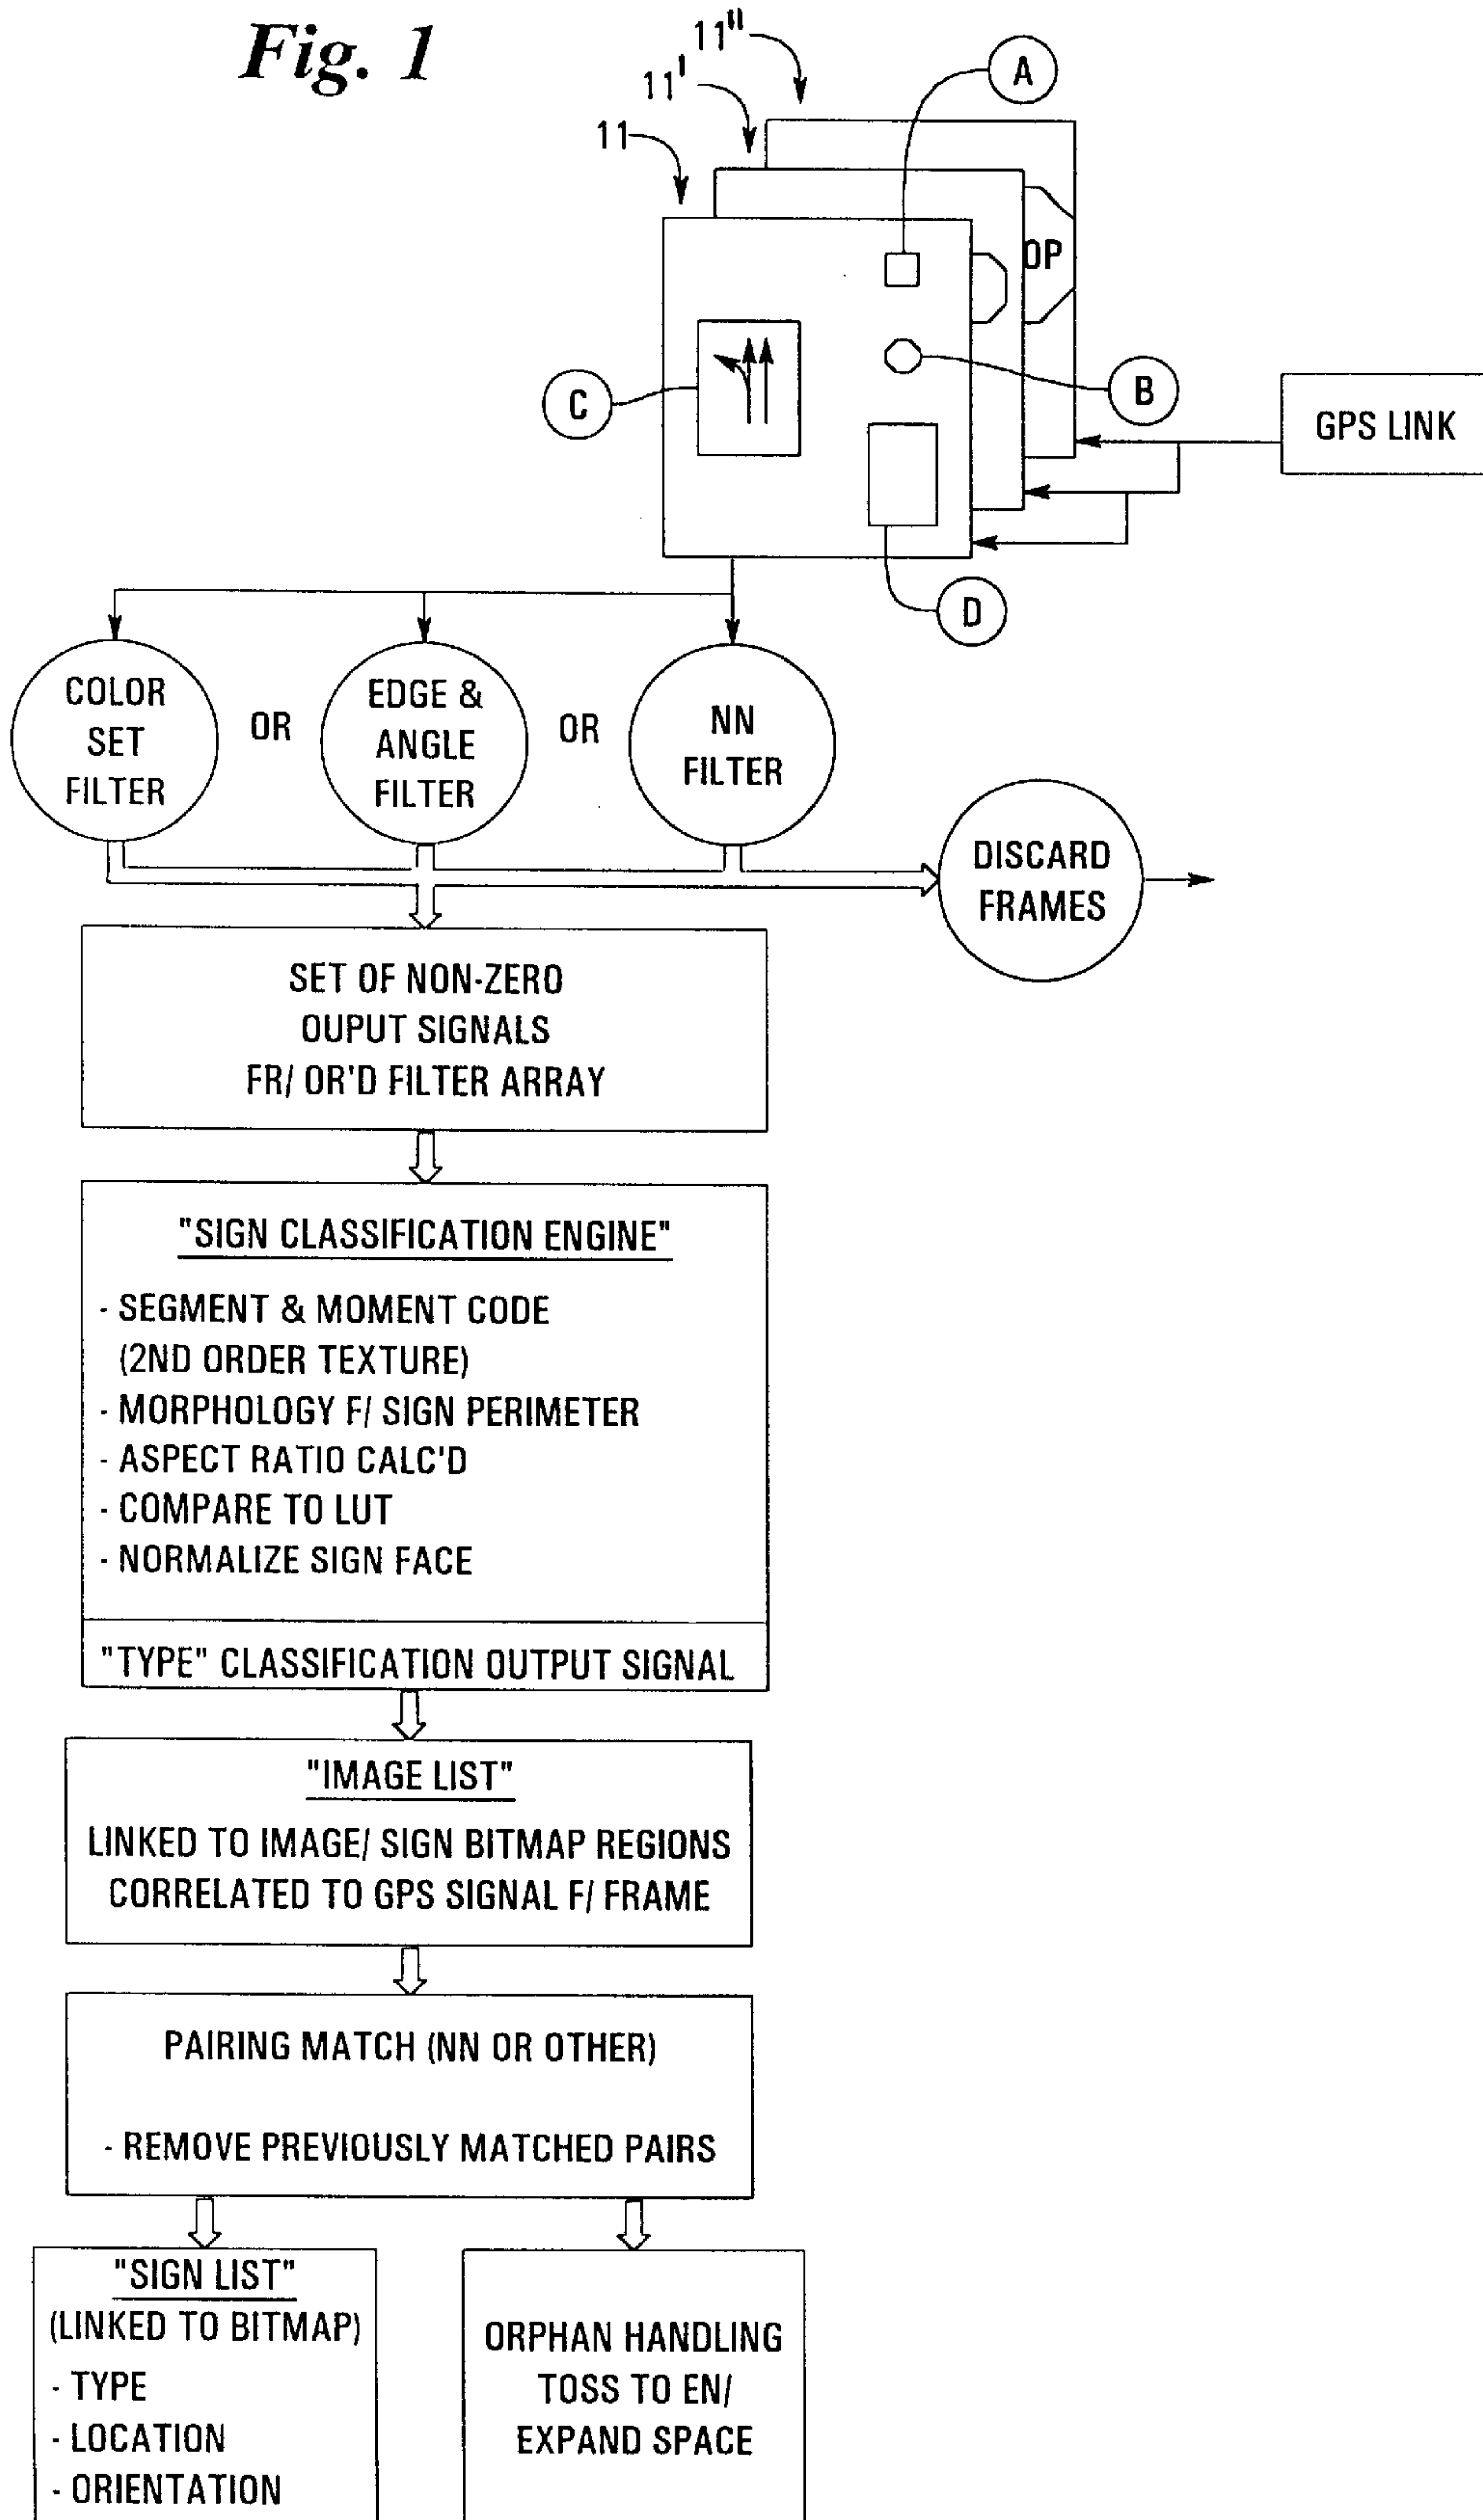 Fig. 1
11"
11'
11
A
OP
B
C
GPS LINK
D
COLOR
SET
FILTER
OR
EDGE &
ANGLE
FILTER
OR
NN
FILTER
DISCARD
FRAMES
SET OF NON-ZERO
OUPUT SIGNALS
FR/ OR'D FILTER ARRAY
"SIGN CLASSIFICATION ENGINE"
- SEGMENT & MOMENT CODE
(2ND ORDER TEXTURE)
- MORPHOLOGY F/ SIGN PERIMETER
- ASPECT RATIO CALC'D
- COMPARE TO LUT
- NORMALIZE SIGN FACE
"TYPE" CLASSIFICATION OUTPUT SIGNAL
"IMAGE LIST"
LINKED TO IMAGE/ SIGN BITMAP REGIONS
CORRELATED TO GPS SIGNAL F/ FRAME
PAIRING MATCH (NN OR OTHER)
- REMOVE PREVIOUSLY MATCHED PAIRS
"SIGN LIST"
(LINKED TO BITMAP)
- TYPE
- LOCATION
- ORIENTATION
ORPHAN HANDLING
TOSS TO EN/
EXPAND SPACE